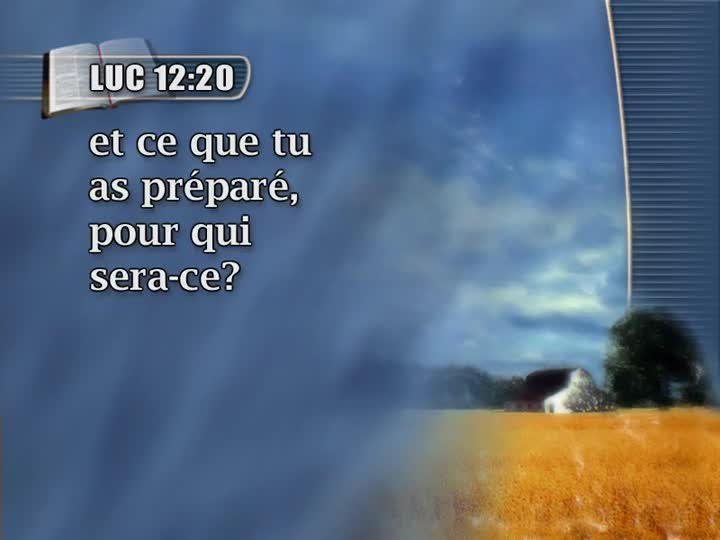 LUC 12:20
et ce que tu
as préparé,
pour qui
sera-ce?